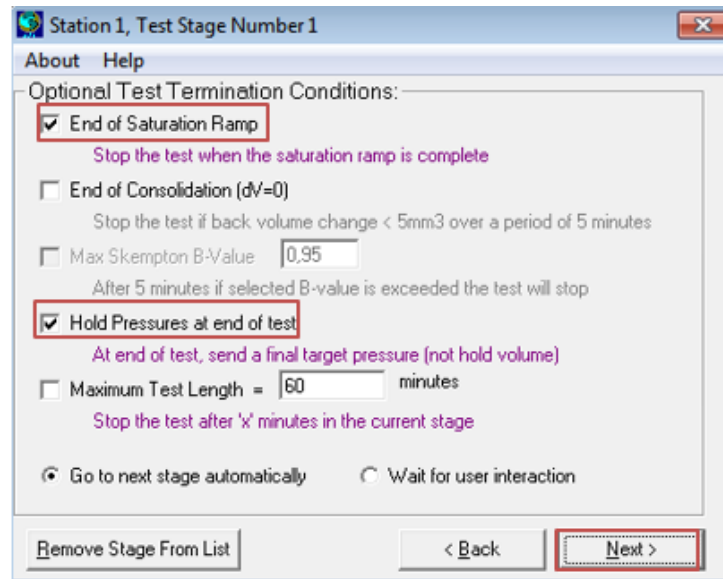 Station 1, Test Stage Number 1
About Help
Optional Test Termination Conditions:
End of Saturation Ramp
Stop the test when the saturation ramp is complete
End of Consolidation (dV=0)
Stop the test if back volume change < 5mm3 over a period of 5 minutes
Max Skempton B-Value 0,95
After 5 minutes if selected B-value is exceeded the test will stop
Hold Pressures at end of test
At end of test, send a final target pressure (not hold volume)
Maximum Test Length = 60 minutes
Stop the test after 'x' minutes in the current stage
Go to next stage automatically Wait for user interaction
Remove Stage From List < Back Next >